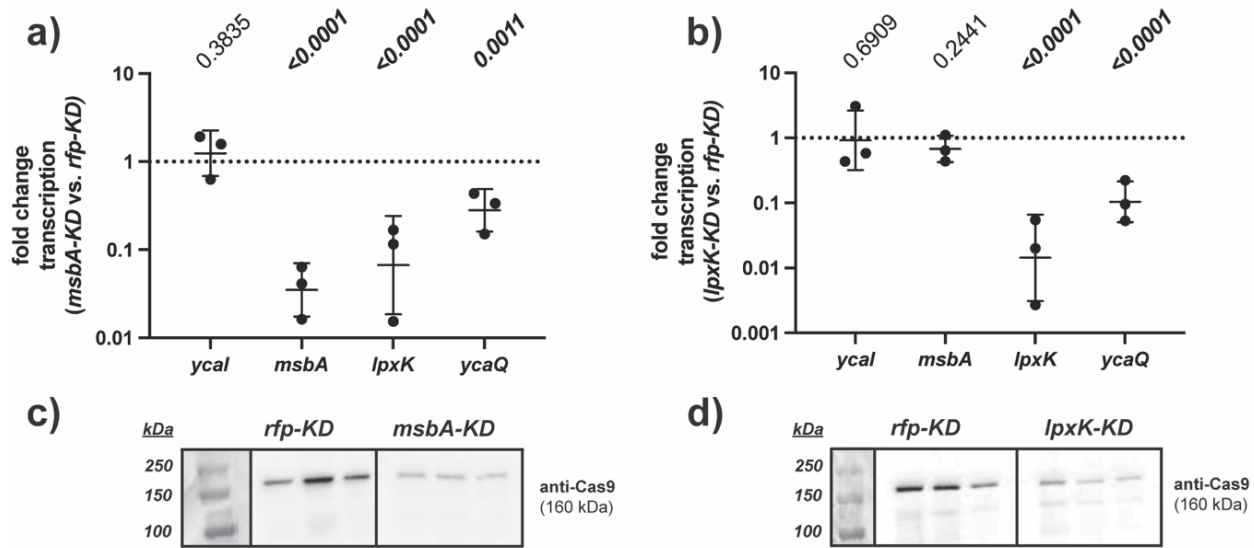 a)
0.3835
<0.0001
<0.0001
0.0011
fold change
transcription
(msbA-KD vs. rfp-KD)
10
1
0.1
0.01
ycaI
msbA
lpxK
ycaQ
b)
0.6909
0.2441
<0.0001
<0.0001
fold change
transcription
(lpxK-KD vs. rfp-KD)
10
1
0.1
0.01
0.001
ycaI
msbA
lpxK
ycaQ
c)
kDa
rfp-KD
msbA-KD
250
150
100
anti-Cas9
(160 kDa)
d)
kDa
rfp-KD
lpxK-KD
250
150
100
anti-Cas9
(160 kDa)